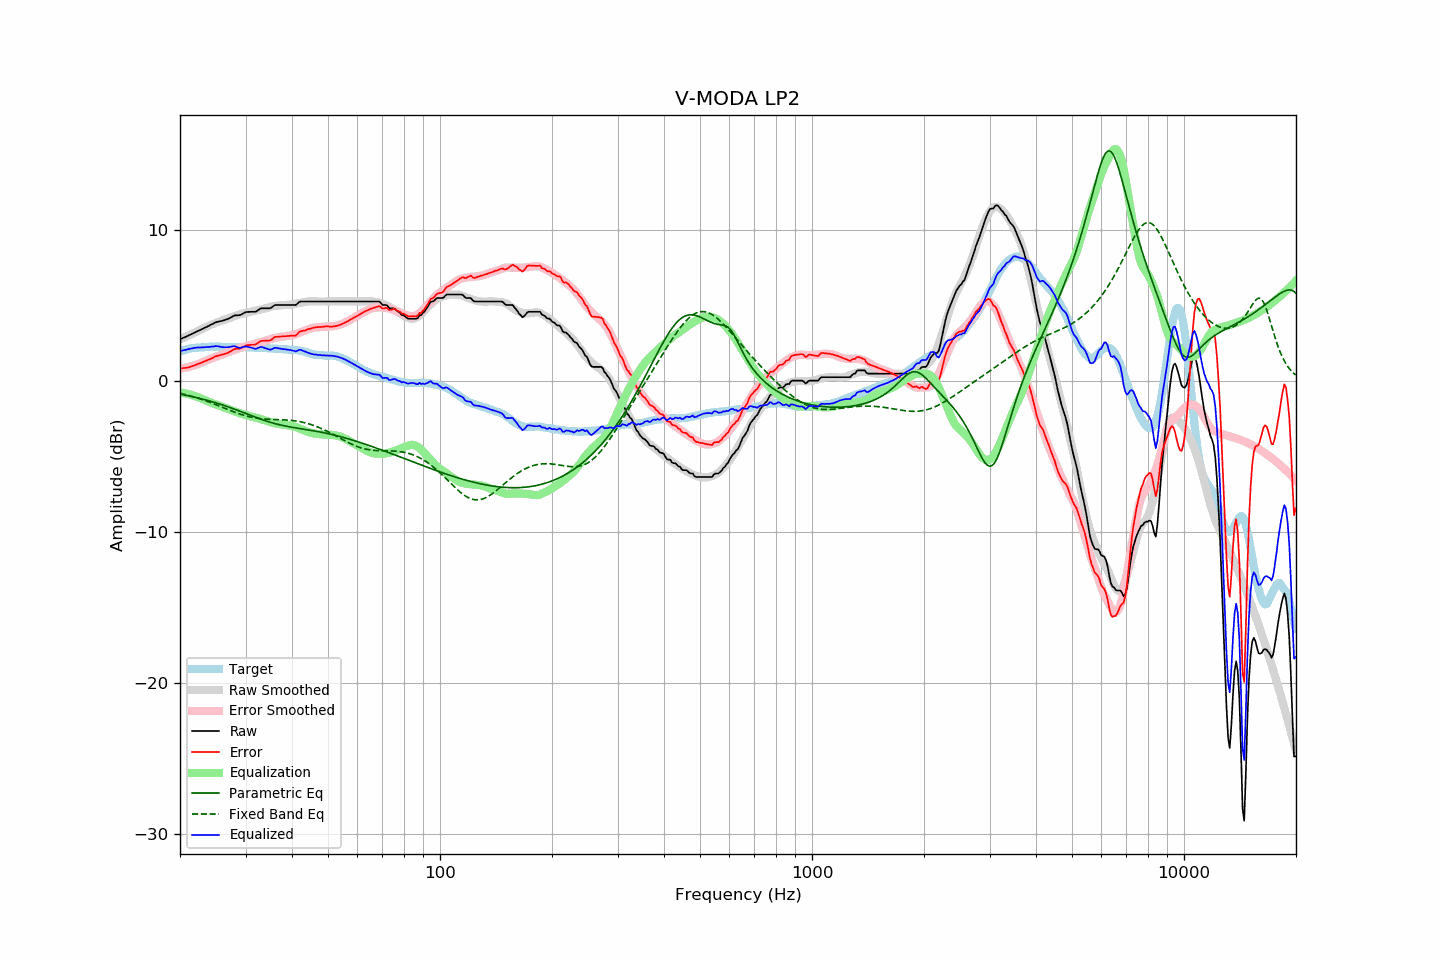 V-MODA LP2
Amplitude (dBr)
10
0
−10
−20
−30
Target
Raw Smoothed
Error Smoothed
Raw
Error
Equalization
Parametric Eq
Fixed Band Eq
Equalized
100
1000
10000
Frequency (Hz)